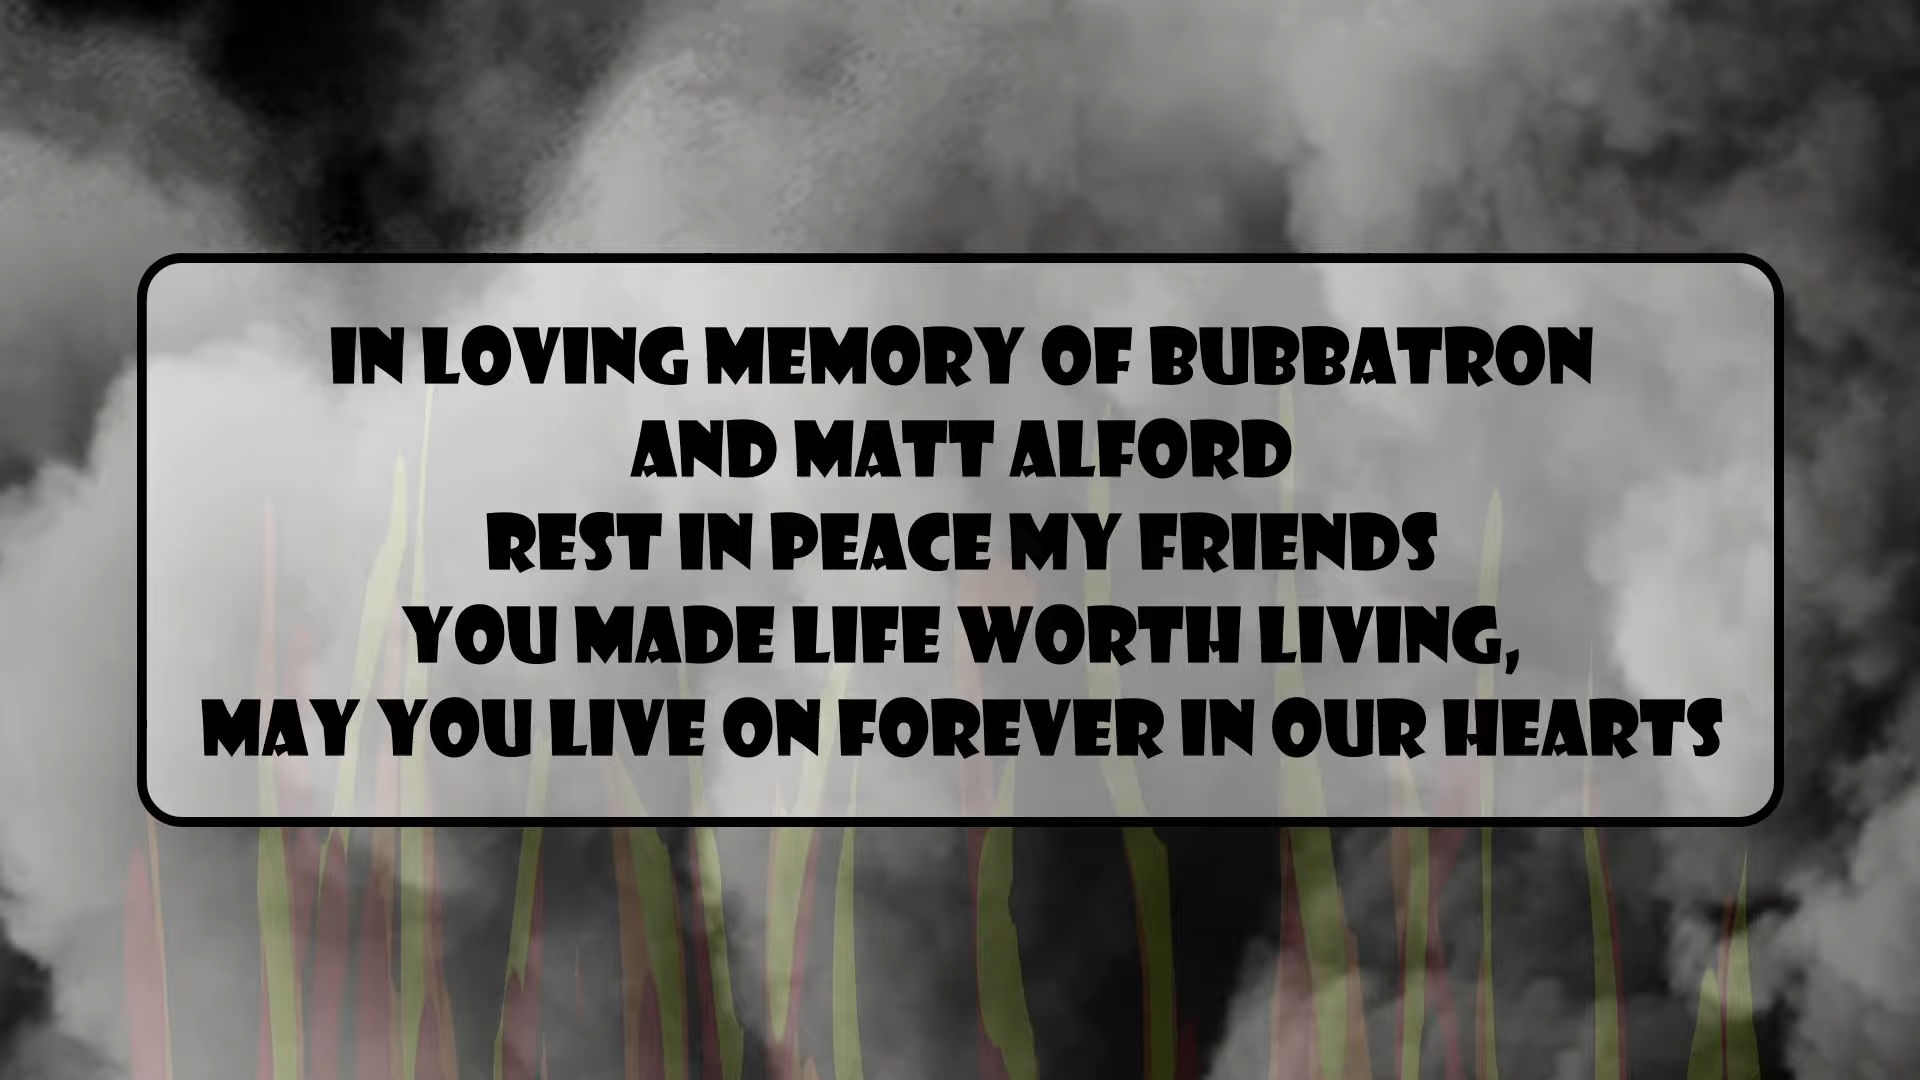 IN LOVING MEMORY OF BUBBATRON
AND MATT ALFORD
REST IN PEACE MY FRIENDS
YOU MADE LIFE WORTH LIVING,
MAY YOU LIVE ON FOREVER IN OUR HEARTS